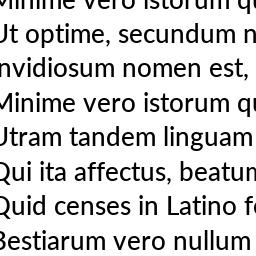 Minime vero istorum qu
Ut optime, secundum n
nvidiosum nomen est,
Minime vero istorum qu
Utram tandem linguam
Qui ita affectus, beatum
Quid censes in Latino f
Bestiarum vero nullum